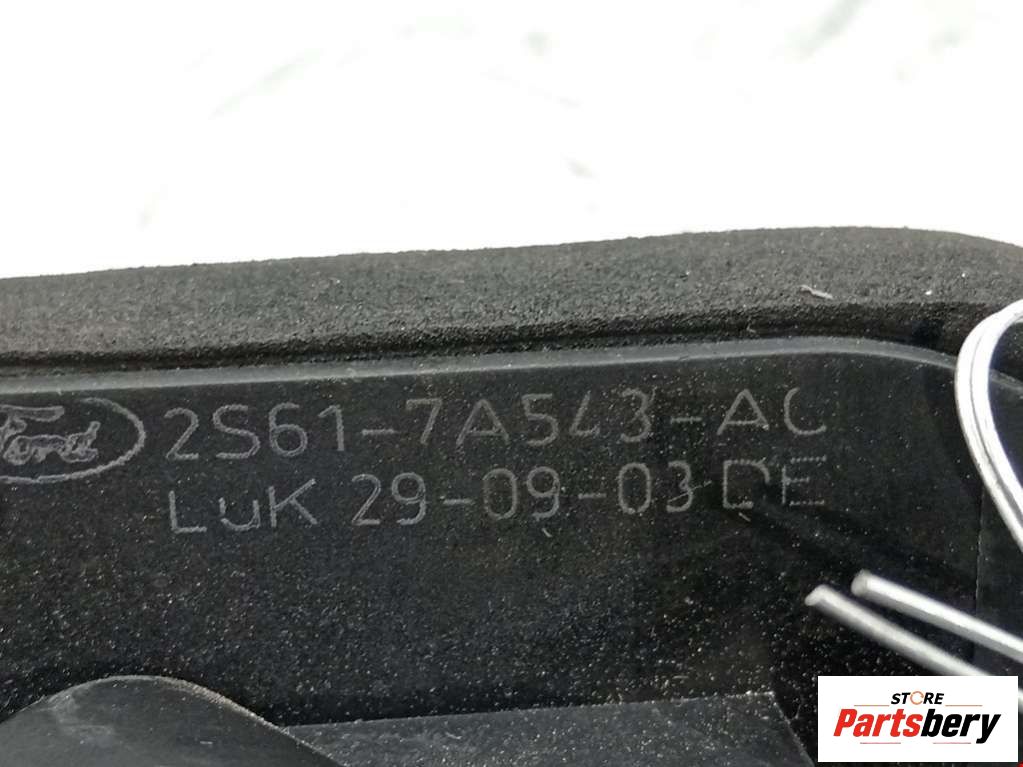 Ford 2S61-7A543-AC
LuK 29-09-03 DE
STORE
Partsbery